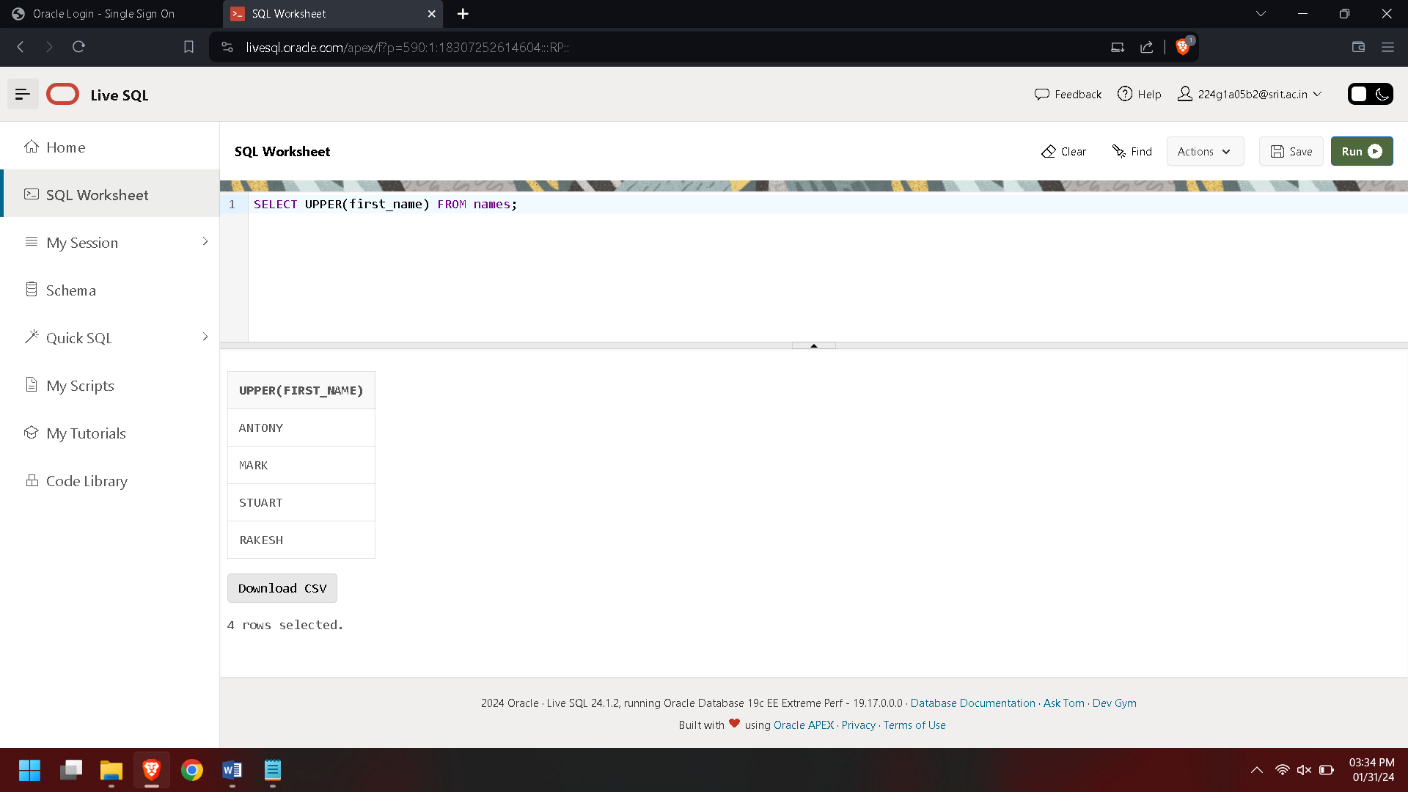 Oracle Login - Single Sign On
SQL Worksheet
livesql.oracle.com/apex/f?p=590:1:18307252614604:::RP::
1
Live SQL
Feedback
Help
224g1a05b2@srit.ac.in
Home
SQL Worksheet
My Session
Schema
Quick SQL
My Scripts
My Tutorials
Code Library
SQL Worksheet
Clear
Find
Actions
Save
Run
1 SELECT UPPER(first_name) FROM names;
UPPER(FIRST_NAME)
ANTONY
MARK
STUART
RAKESH
Download CSV
4 rows selected.
2024 Oracle · Live SQL 24.1.2, running Oracle Database 19c EE Extreme Perf - 19.17.0.0.0 · Database Documentation · Ask Tom · Dev Gym
Built with ❤ using Oracle APEX · Privacy · Terms of Use
03:34 PM
01/31/24